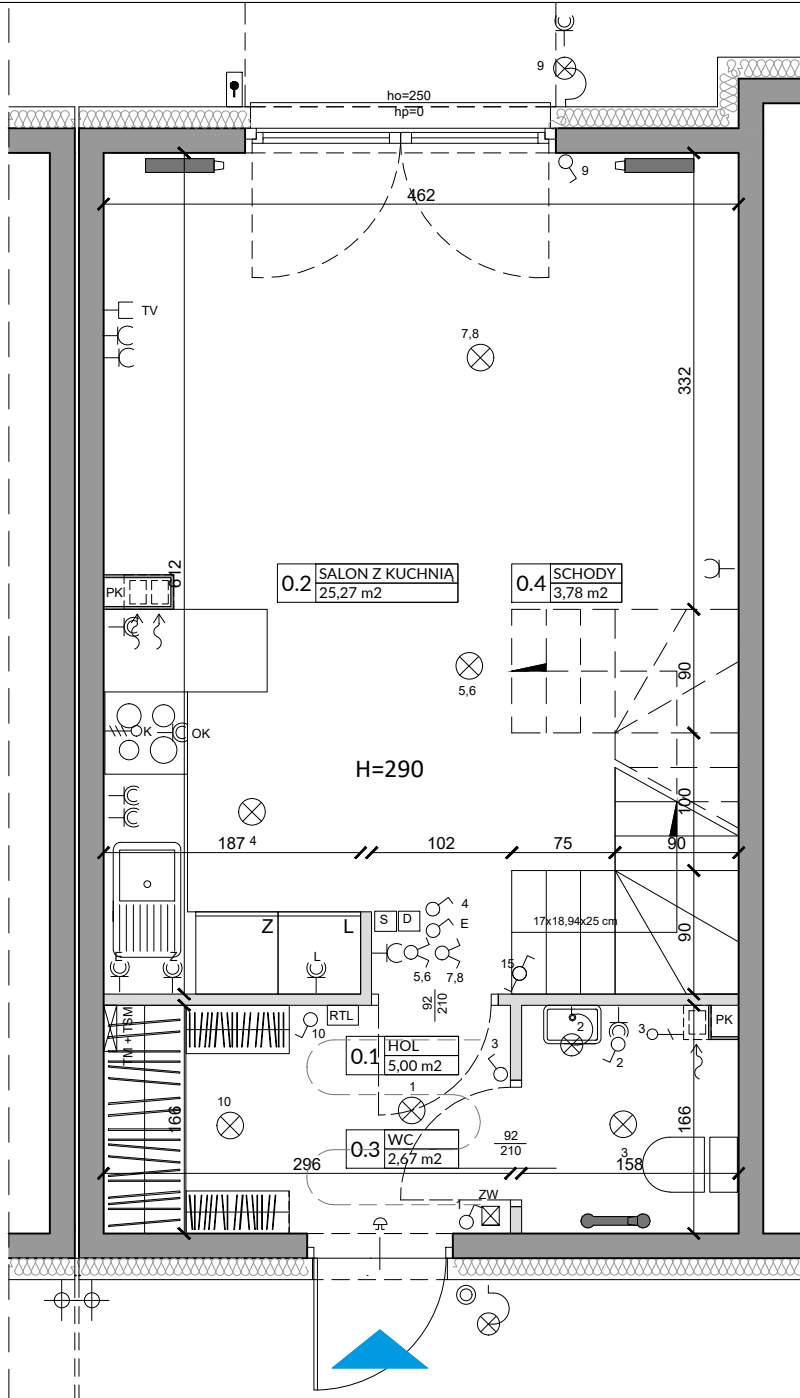 9
ho=250
hp=0
9
462
TV
7,8
332
612
0.2 SALON Z KUCHNIĄ
25,27 m2
0.4 SCHODY
3,78 m2
PK
90
5,6
OK
OK
H=290
100
187 4
102
75
90
Z
L
S D
4
E
17x18,94x25 cm
90
E
Z
L
5,6
7,8
15
92
210
TM + TSM
RTL
10
3
2
2
3
PK
0.1 HOL
5,00 m2
10
1
166
166
0.3 WC
2,67 m2
92
210
3
296
158
ZW
1